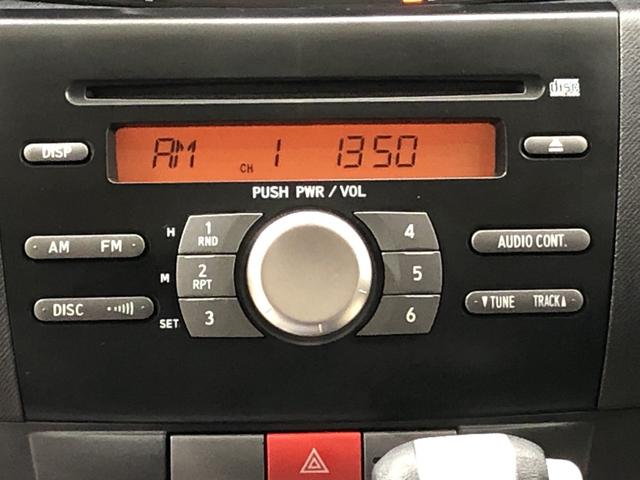 DISC
DISP
AM CH 1 1350
PUSH PWR / VOL
AM FM
H 1 RND
4
AUDIO CONT.
M 2 RPT
5
DISC
▼TUNE TRACK▲
SET 3
6